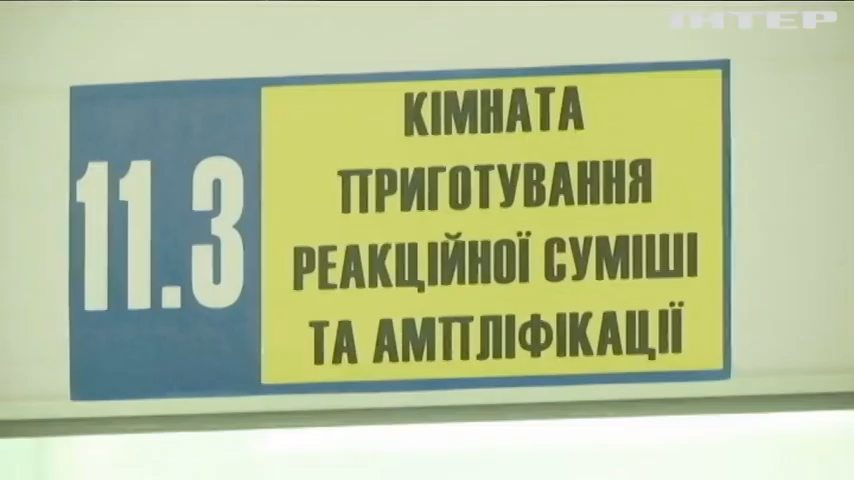 ІНТЕР
11.3
КІМНАТА
ПРИГОТУВАННЯ
РЕАКЦІЙНОЇ СУМІШІ
ТА АМПЛІФІКАЦІЇ